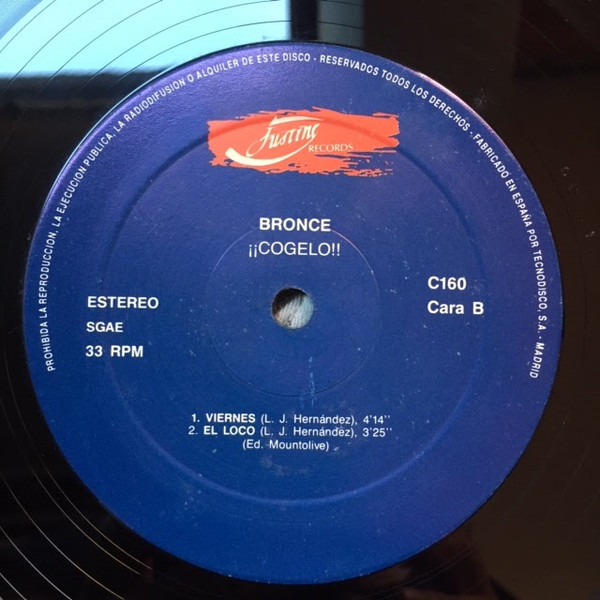 PROHIBIDA LA REPRODUCCION, LA EJECUCION PUBLICA, LA RADIODIFUSION O ALQUILER DE ESTE DISCO - RESERVADOS TODOS LOS DERECHOS - FABRICADO EN ESPAÑA POR TECNODISCO, S.A. - MADRID
Justine
RECORDS
BRONCE
¡¡COGELO!!
ESTEREO
SGAE
33 RPM
C160
Cara B
1. VIERNES (L. J. Hernández), 4'14''
2. EL LOCO (L. J. Hernández), 3'25''
(Ed. Mountolive)